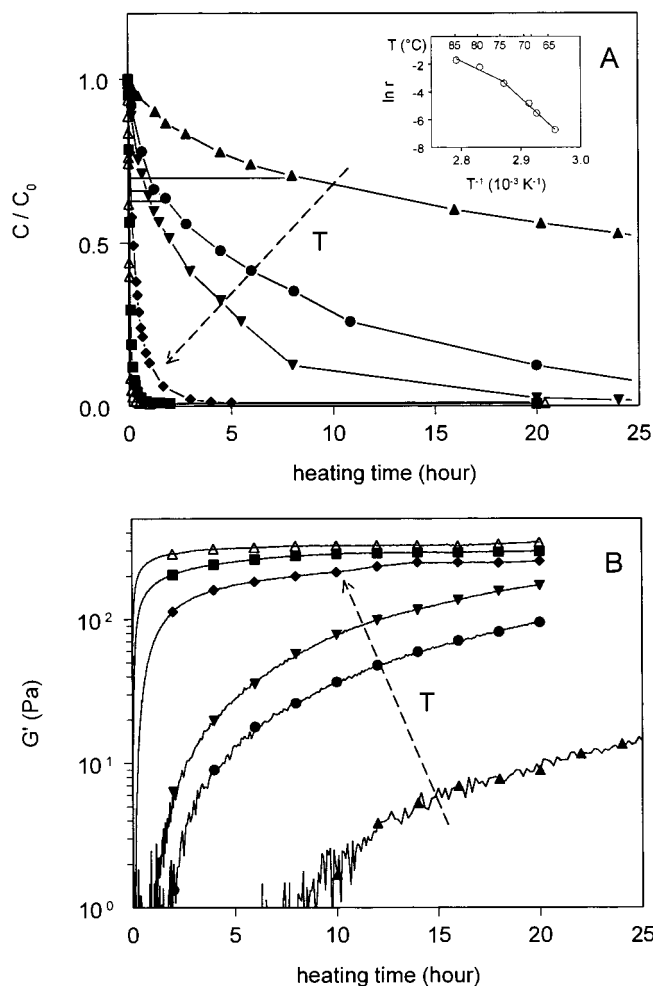 A
T (°C)
85 80 75 70 65
-2
-4
-6
-8
ln r
2.8 2.9 3.0
T⁻¹ (10⁻³ K⁻¹)
1.0
0.5
0.0
C / C₀
T
0 5 10 15 20 25
heating time (hour)
B
10²
10¹
10⁰
G' (Pa)
T
0 5 10 15 20 25
heating time (hour)